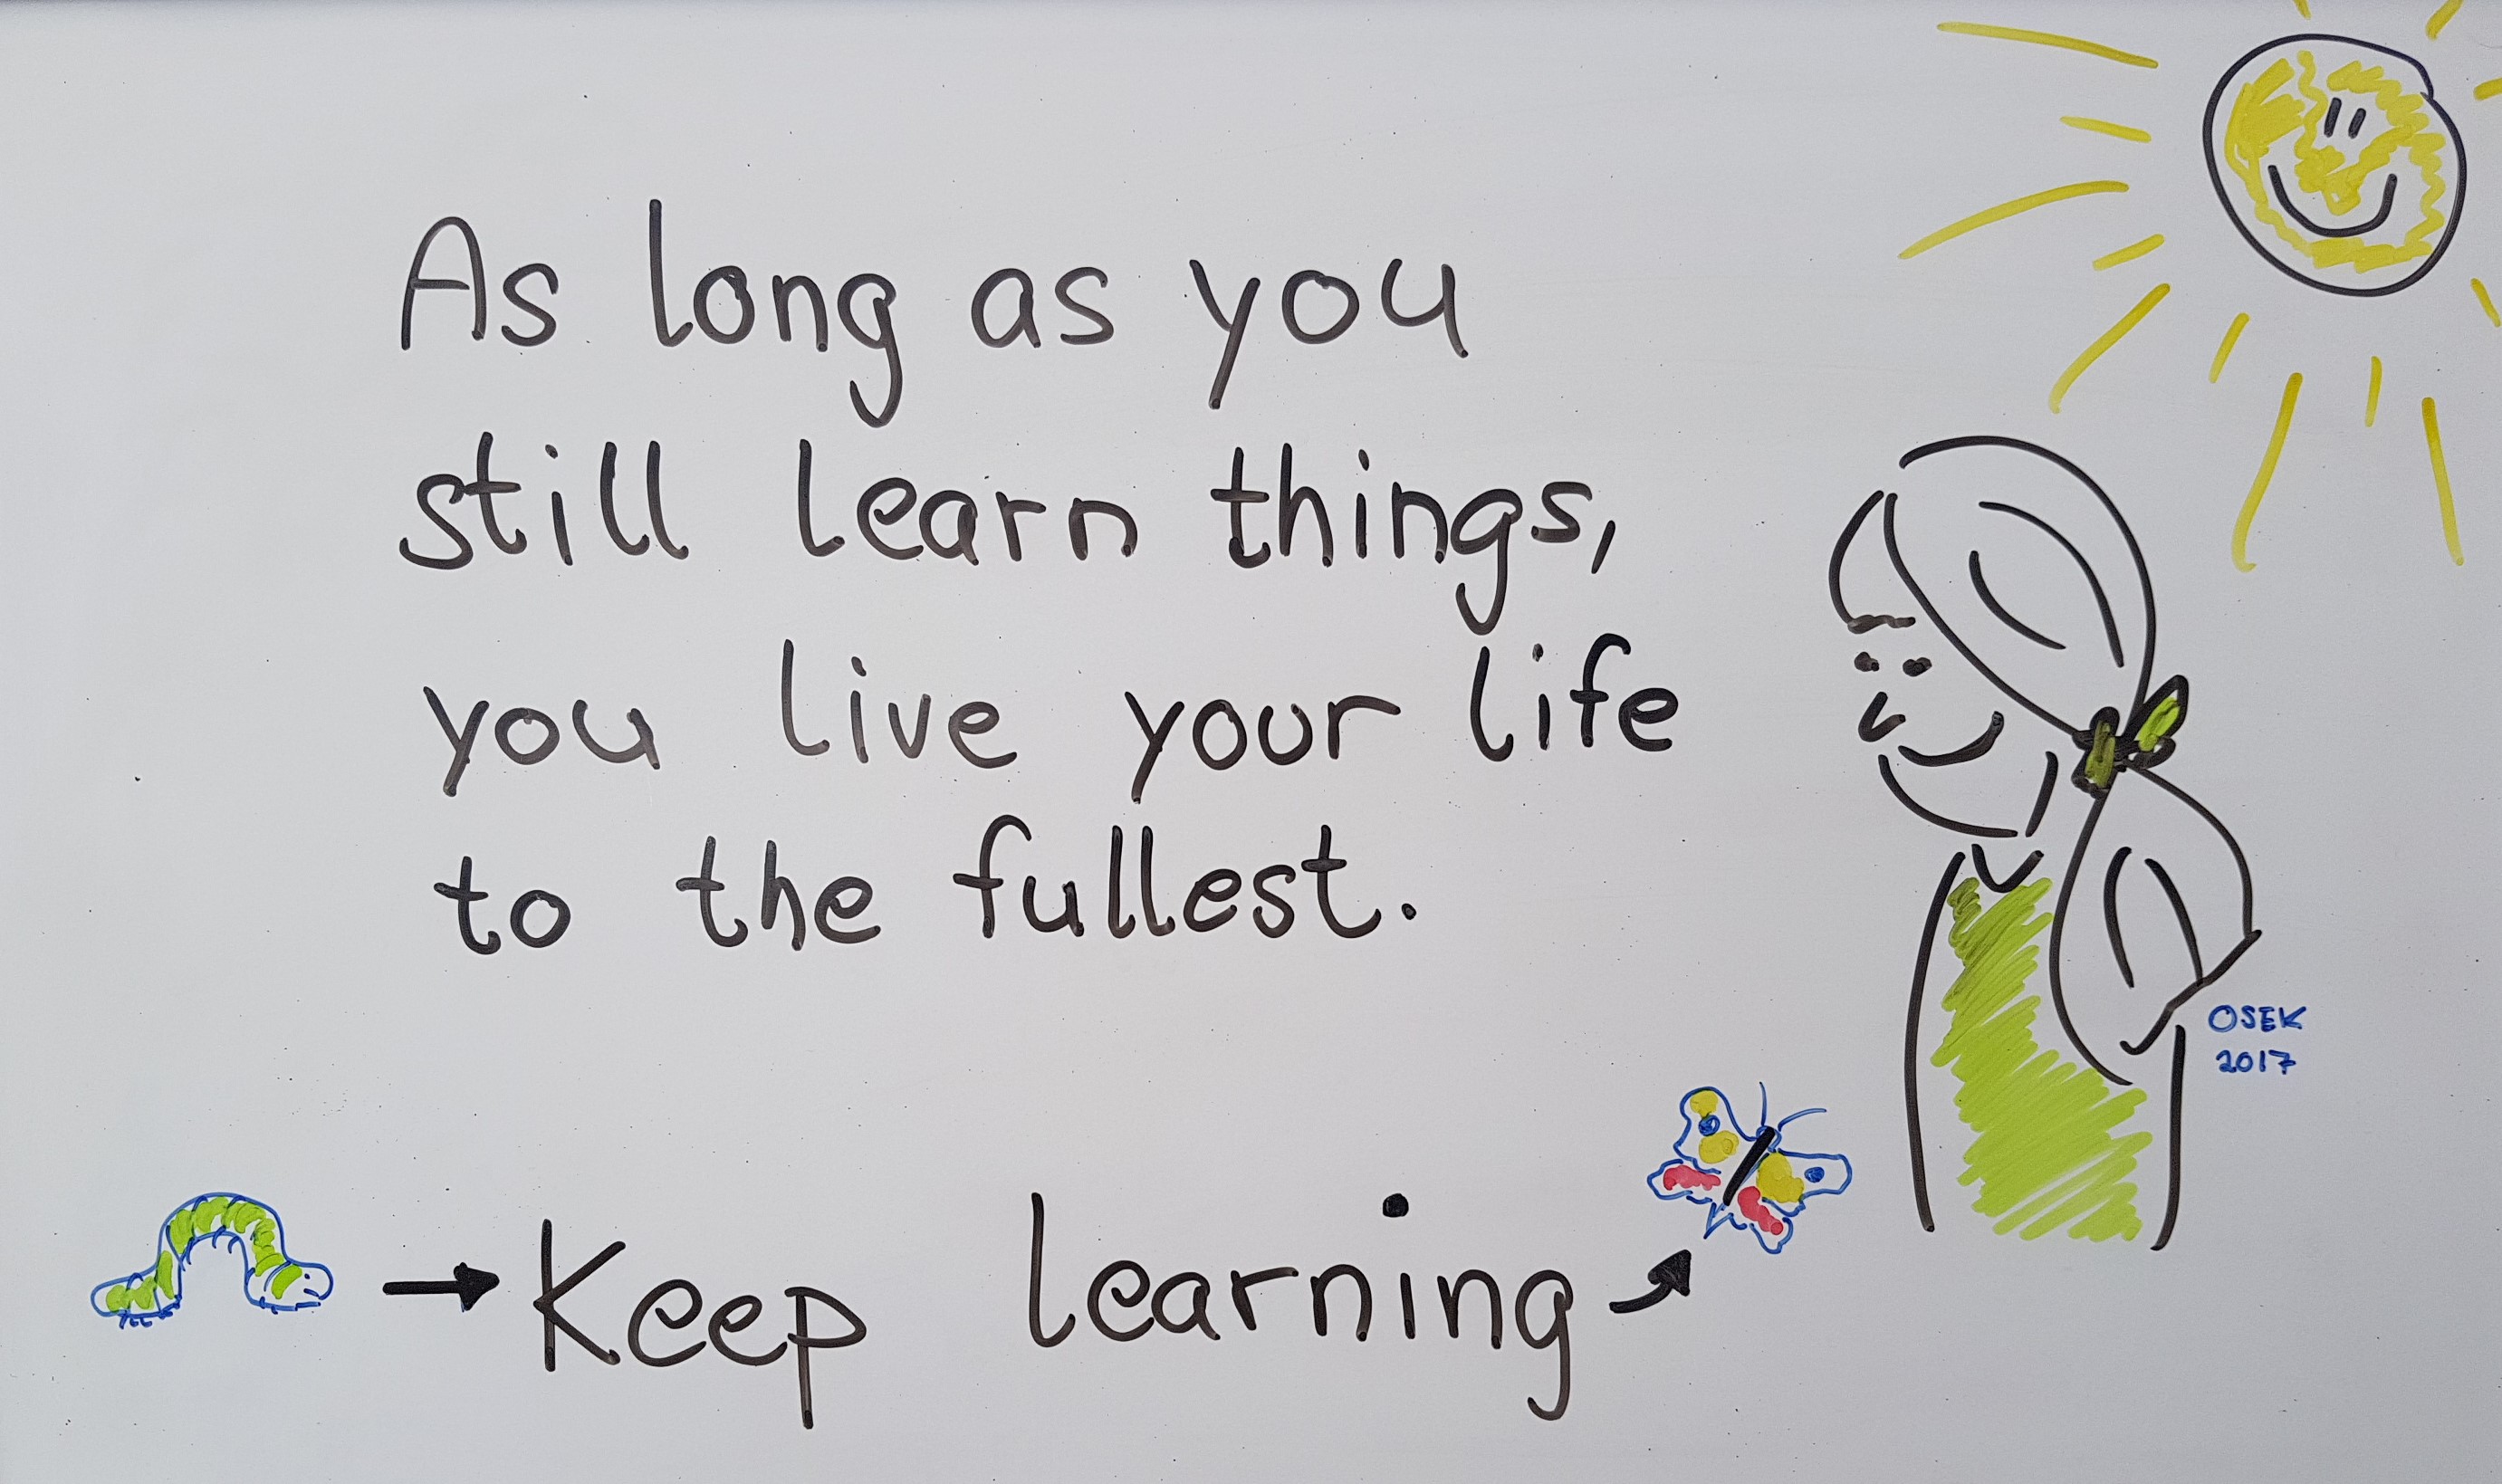 As long as you
still learn things,
you live your life
to the fullest.
OSEK
2017
Keep learning